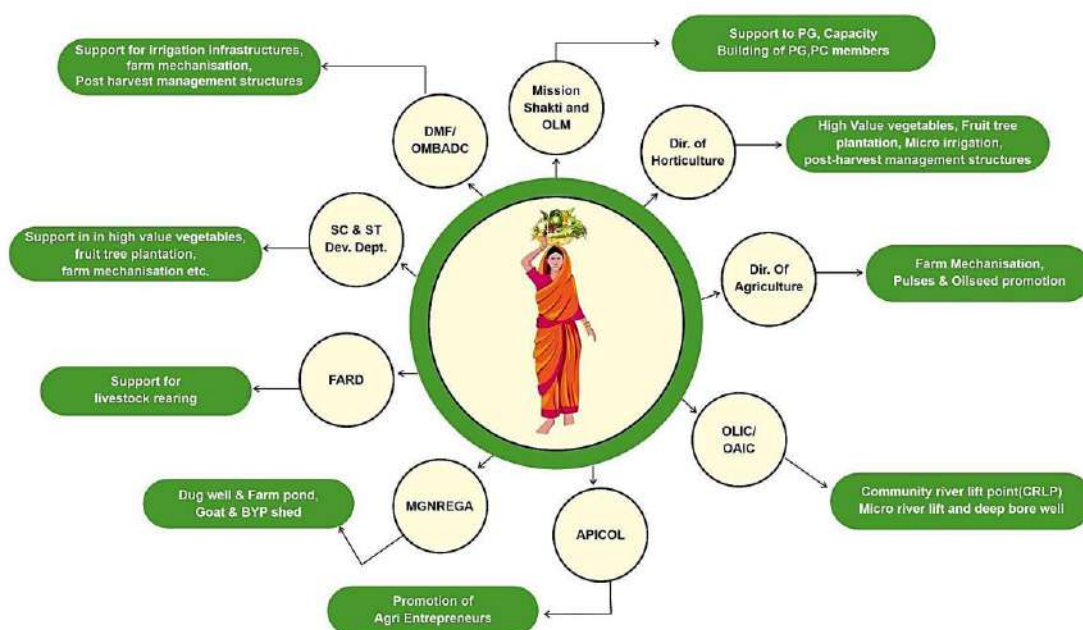 Support for irrigation infrastructures,
farm mechanisation,
Post harvest management structures
DMF/
OMBADC
Mission
Shakti and
OLM
Support to PG, Capacity
Building of PG,PC members
Dir. of
Horticulture
High Value vegetables, Fruit tree
plantation, Micro irrigation,
post-harvest management structures
SC & ST
Dev. Dept.
Support in in high value vegetables,
fruit tree plantation,
farm mechanisation etc.
Dir. Of
Agriculture
Farm Mechanisation,
Pulses & Oilseed promotion
FARD
Support for
livestock rearing
OLIC/
OAIC
Community river lift point(CRLP)
Micro river lift and deep bore well
MGNREGA
Dug well & Farm pond,
Goat & BYP shed
APICOL
Promotion of
Agri Entrepreneurs